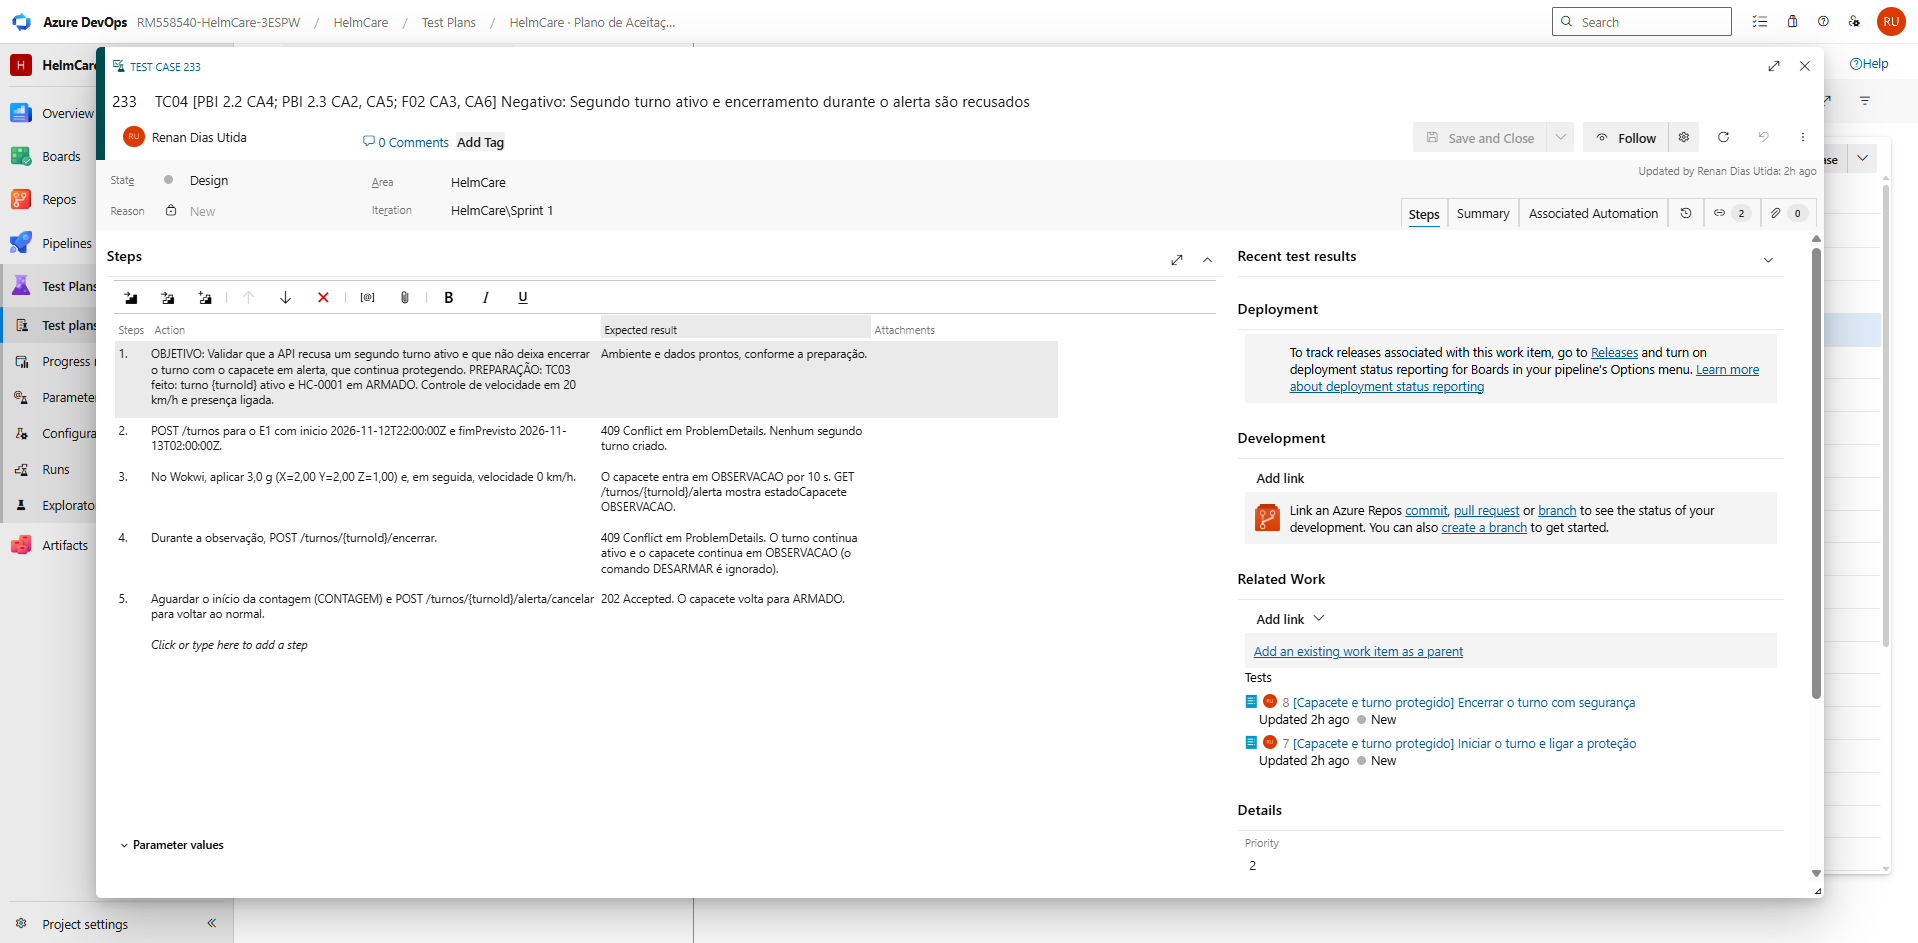 Azure DevOps RM558540-HelmCare-3ESPW / HelmCare / Test Plans / HelmCare · Plano de Aceitaç...
Search
RU
H HelmCare
Help
Overview
Boards
Repos
Pipelines
Test Plans
Test plans
Progress r
Paramete
Configura
Runs
Explorato
Artifacts
Project settings
TEST CASE 233
233 TC04 [PBI 2.2 CA4; PBI 2.3 CA2, CA5; F02 CA3, CA6] Negativo: Segundo turno ativo e encerramento durante o alerta são recusados
RU Renan Dias Utida
0 Comments Add Tag
Save and Close
Follow
State Design
Area HelmCare
Updated by Renan Dias Utida: 2h ago
Reason New
Iteration HelmCare\Sprint 1
Steps Summary Associated Automation 2 0
Steps
B I U
Steps Action Expected result Attachments
1. OBJETIVO: Validar que a API recusa um segundo turno ativo e que não deixa encerrar
o turno com o capacete em alerta, que continua protegendo. PREPARAÇÃO: TC03
feito: turno {turnoId} ativo e HC-0001 em ARMADO. Controle de velocidade em 20
km/h e presença ligada.
Ambiente e dados prontos, conforme a preparação.
2. POST /turnos para o E1 com inicio 2026-11-12T22:00:00Z e fimPrevisto 2026-11-
13T02:00:00Z.
409 Conflict em ProblemDetails. Nenhum segundo
turno criado.
3. No Wokwi, aplicar 3,0 g (X=2,00 Y=2,00 Z=1,00) e, em seguida, velocidade 0 km/h.
O capacete entra em OBSERVACAO por 10 s. GET
/turnos/{turnoId}/alerta mostra estadoCapacete
OBSERVACAO.
4. Durante a observação, POST /turnos/{turnoId}/encerrar.
409 Conflict em ProblemDetails. O turno continua
ativo e o capacete continua em OBSERVACAO (o
comando DESARMAR é ignorado).
5. Aguardar o início da contagem (CONTAGEM) e POST /turnos/{turnoId}/alerta/cancelar
para voltar ao normal.
202 Accepted. O capacete volta para ARMADO.
Click or type here to add a step
Parameter values
Recent test results
Deployment
To track releases associated with this work item, go to Releases and turn on
deployment status reporting for Boards in your pipeline's Options menu. Learn more
about deployment status reporting
Development
Add link
Link an Azure Repos commit, pull request or branch to see the status of your
development. You can also create a branch to get started.
Related Work
Add link
Add an existing work item as a parent
Tests
8 [Capacete e turno protegido] Encerrar o turno com segurança
Updated 2h ago New
7 [Capacete e turno protegido] Iniciar o turno e ligar a proteção
Updated 2h ago New
Details
Priority
2
ase